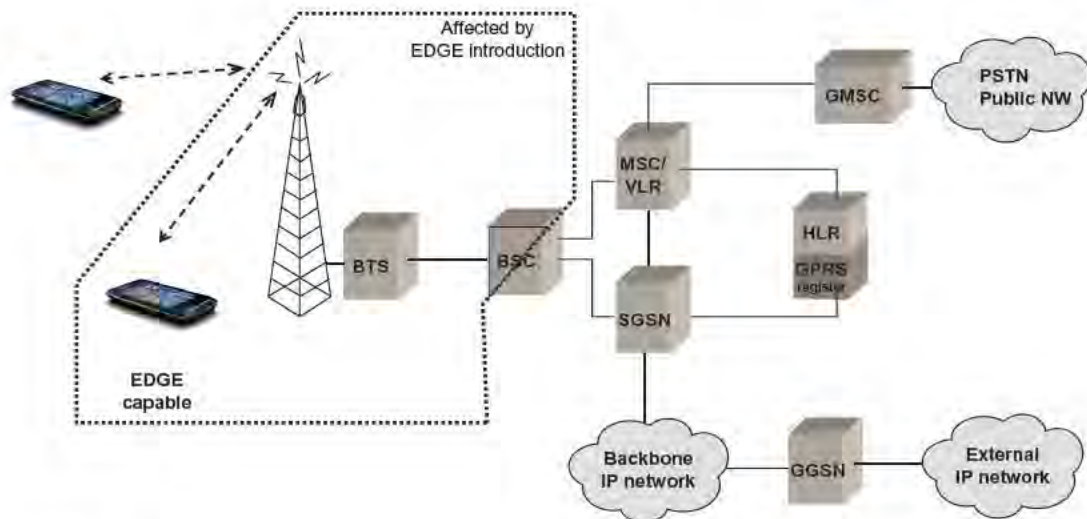 Affected by
EDGE introduction
GMSC
PSTN
Public NW
MSC/
VLR
HLR
GPRS
register
BTS
BSC
SGSN
EDGE
capable
Backbone
IP network
GGSN
External
IP network